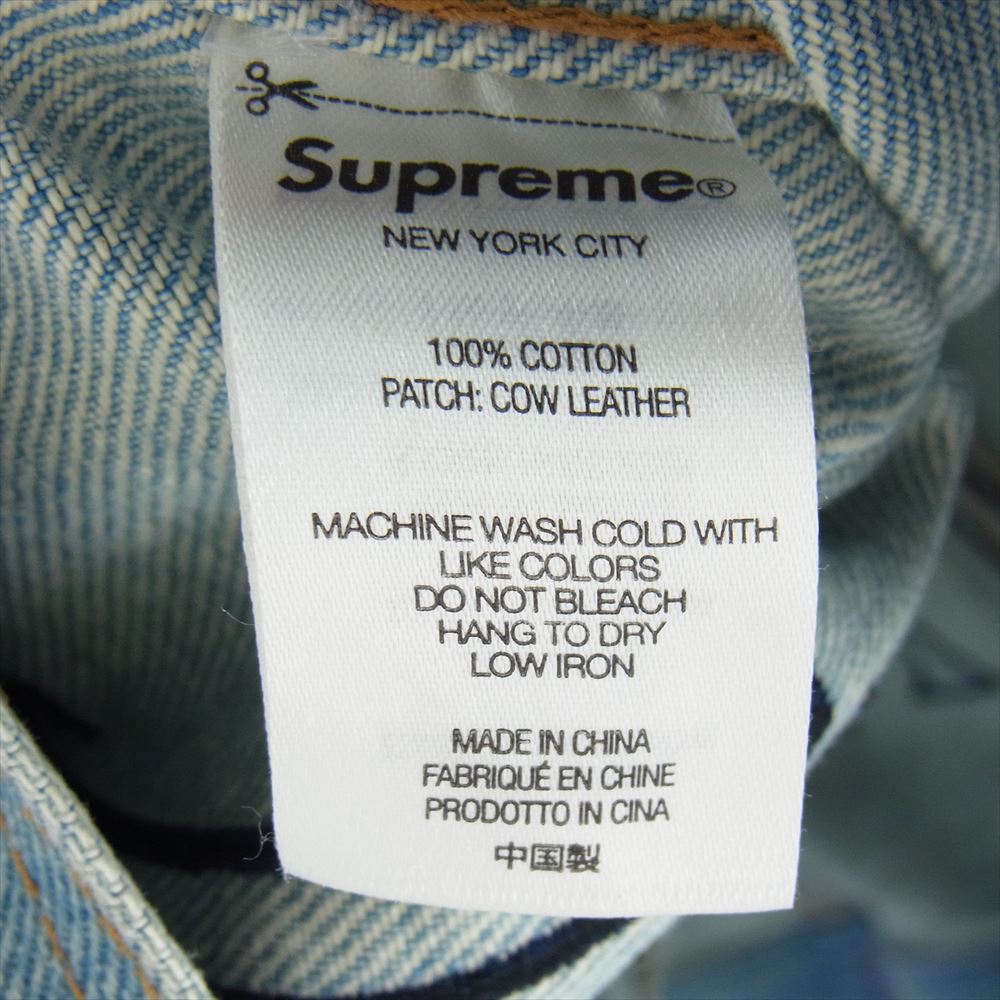 Supreme®
NEW YORK CITY
100% COTTON
PATCH: COW LEATHER
MACHINE WASH COLD WITH
LIKE COLORS
DO NOT BLEACH
HANG TO DRY
LOW IRON
MADE IN CHINA
FABRIQUÉ EN CHINE
PRODOTTO IN CINA
中国製